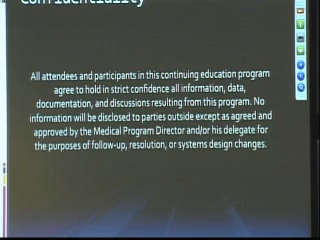 Confidentiality
All attendees and participants in this continuing education program
agree to hold in strict confidence all information, data,
documentation, and discussions resulting from this program. No
information will be disclosed to parties outside except as agreed and
approved by the Medical Program Director and/or his delegate for
the purposes of follow-up, resolution, or systems design changes.